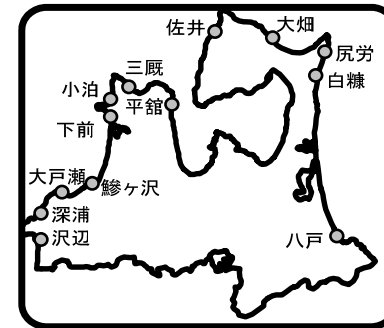 佐井
大畑
尻労
白糠
三厩
小泊
平舘
下前
大戸瀬
鰺ヶ沢
深浦
沢辺
八戸